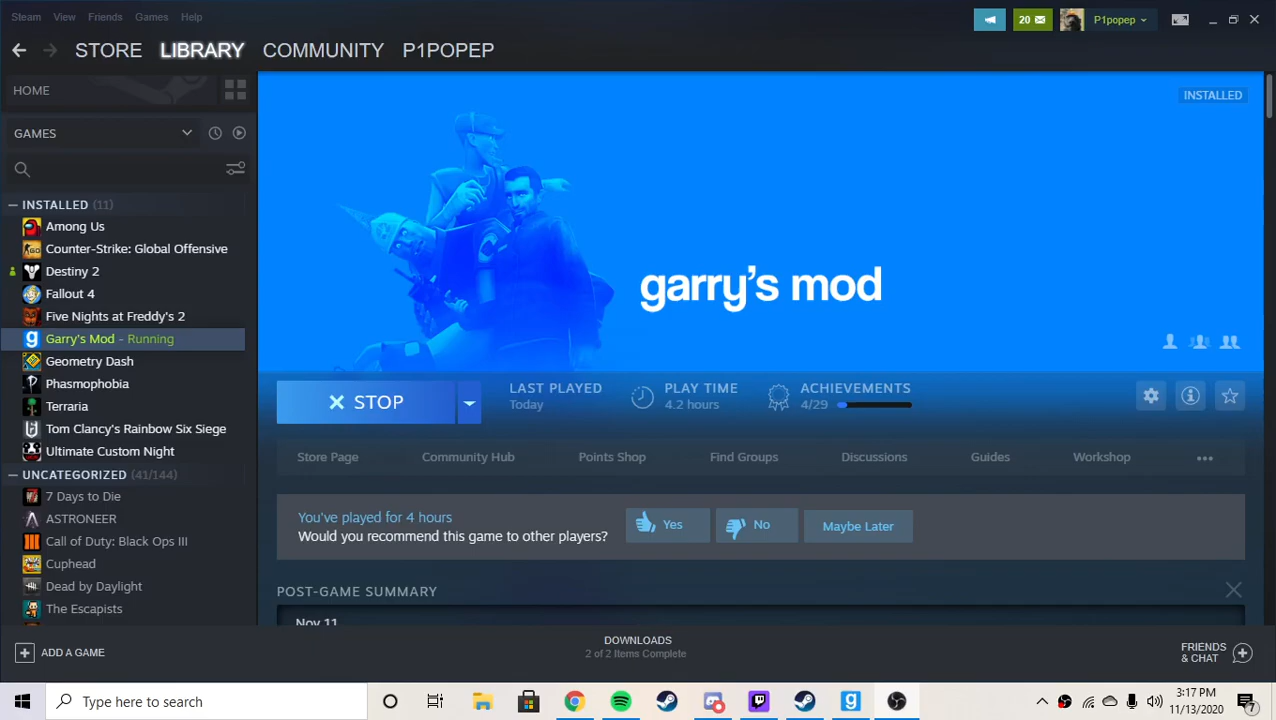 Steam View Friends Games Help
20 P1popep
STORE LIBRARY COMMUNITY P1POPEP
HOME
INSTALLED
GAMES
INSTALLED (11)
Among Us
Counter-Strike: Global Offensive
Destiny 2
Fallout 4
Five Nights at Freddy's 2
Garry's Mod - Running
Geometry Dash
Phasmophobia
Terraria
Tom Clancy's Rainbow Six Siege
Ultimate Custom Night
UNCATEGORIZED (41/144)
7 Days to Die
ASTRONEER
Call of Duty: Black Ops III
Cuphead
Dead by Daylight
The Escapists
garry's mod
STOP
LAST PLAYED
Today
PLAY TIME
4.2 hours
ACHIEVEMENTS
4/29
Store Page Community Hub Points Shop Find Groups Discussions Guides Workshop
You've played for 4 hours
Would you recommend this game to other players?
Yes No Maybe Later
POST-GAME SUMMARY
Nov 11
ADD A GAME
DOWNLOADS
2 of 2 Items Complete
FRIENDS
& CHAT
Type here to search
3:17 PM
11/13/2020
7